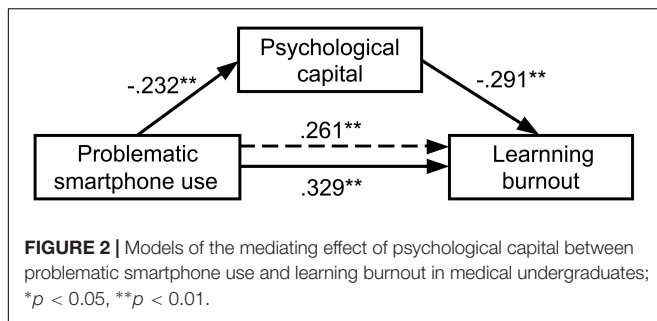 Psychological
capital
-.232**
-.291**
.261**
Problematic
smartphone use
Learnning
burnout
.329**
FIGURE 2 | Models of the mediating effect of psychological capital between
problematic smartphone use and learning burnout in medical undergraduates;
*p < 0.05, **p < 0.01.